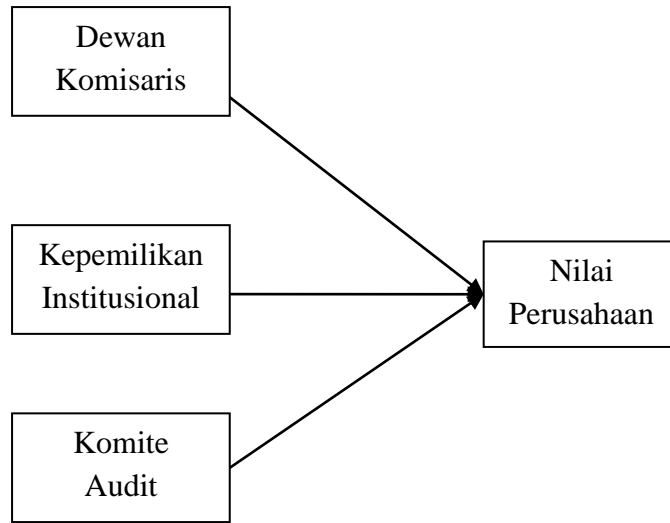 Dewan
Komisaris
Kepemilikan
Institusional
Nilai
Perusahaan
Komite
Audit